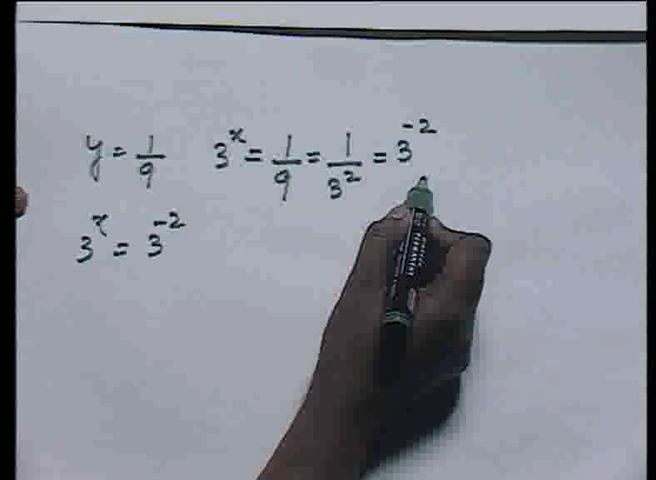 y = 1/9 3^x = 1/9 = 1/3^2 = 3^-2
3^x = 3^-2